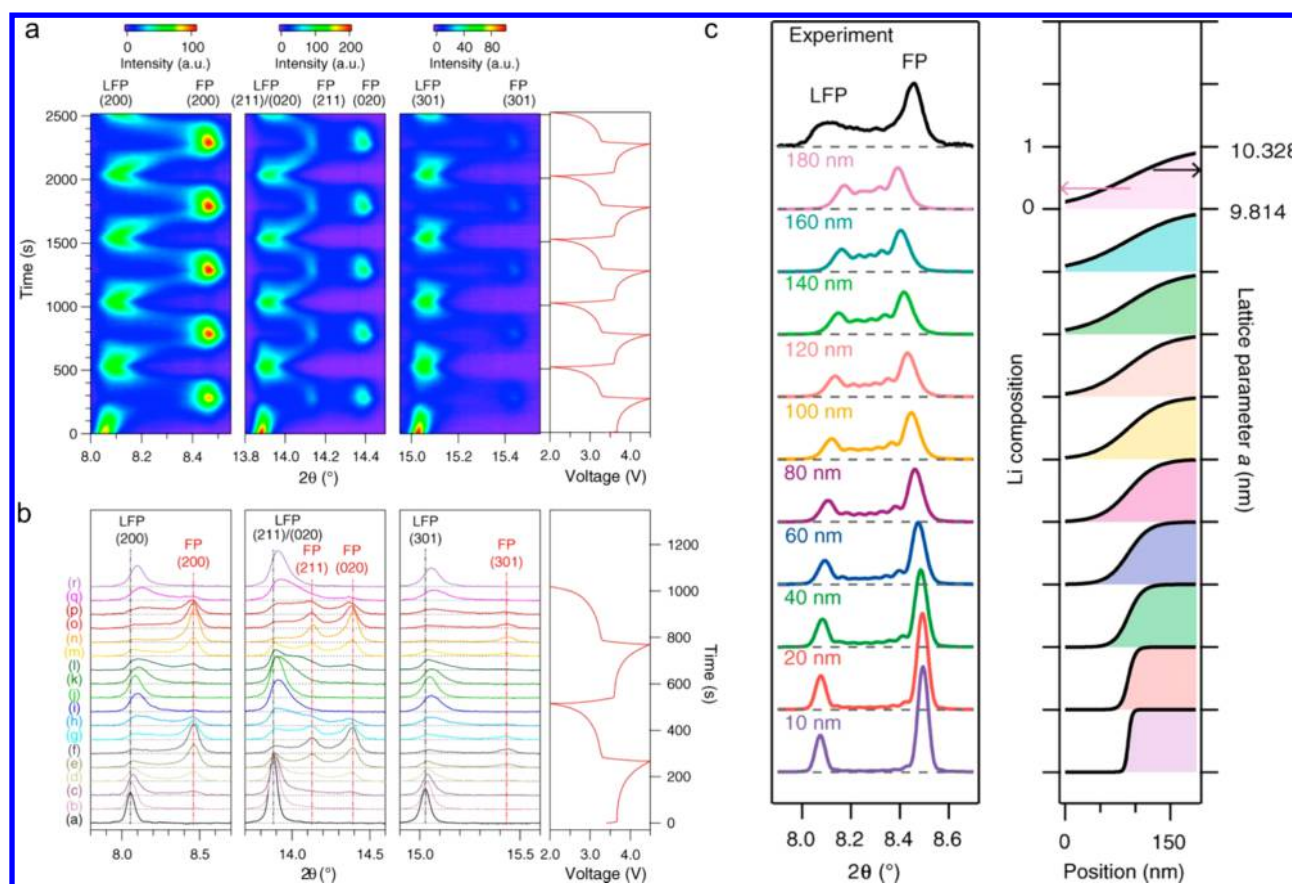 a
0 100
Intensity (a.u.)
LFP FP
(200) (200)
0 100 200
Intensity (a.u.)
LFP FP FP
(211)/(020) (211) (020)
0 40 80
Intensity (a.u.)
LFP FP
(301) (301)
2500
2000
1500
1000
500
0
Time (s)
8.0 8.2 8.4
13.8 14.0 14.2 14.4
15.0 15.2 15.4
2.0 3.0 4.0
2θ (°)
Voltage (V)
b
LFP
(200)
FP
(200)
LFP
(211)/(020)
FP
(211)
FP
(020)
LFP
(301)
FP
(301)
(r)
(q)
(p)
(o)
(n)
(m)
(l)
(k)
(j)
(i)
(h)
(g)
(f)
(e)
(d)
(c)
(b)
(a)
1200
1000
800
600
400
200
0
Time (s)
8.0 8.5
14.0 14.5
15.0 15.5
2.0 3.0 4.0
2θ (°)
Voltage (V)
c
Experiment
LFP
FP
180 nm
160 nm
140 nm
120 nm
100 nm
80 nm
60 nm
40 nm
20 nm
10 nm
8.0 8.2 8.4 8.6
2θ (°)
1
0
Li composition
10.328
9.814
Lattice parameter a (nm)
0 150
Position (nm)